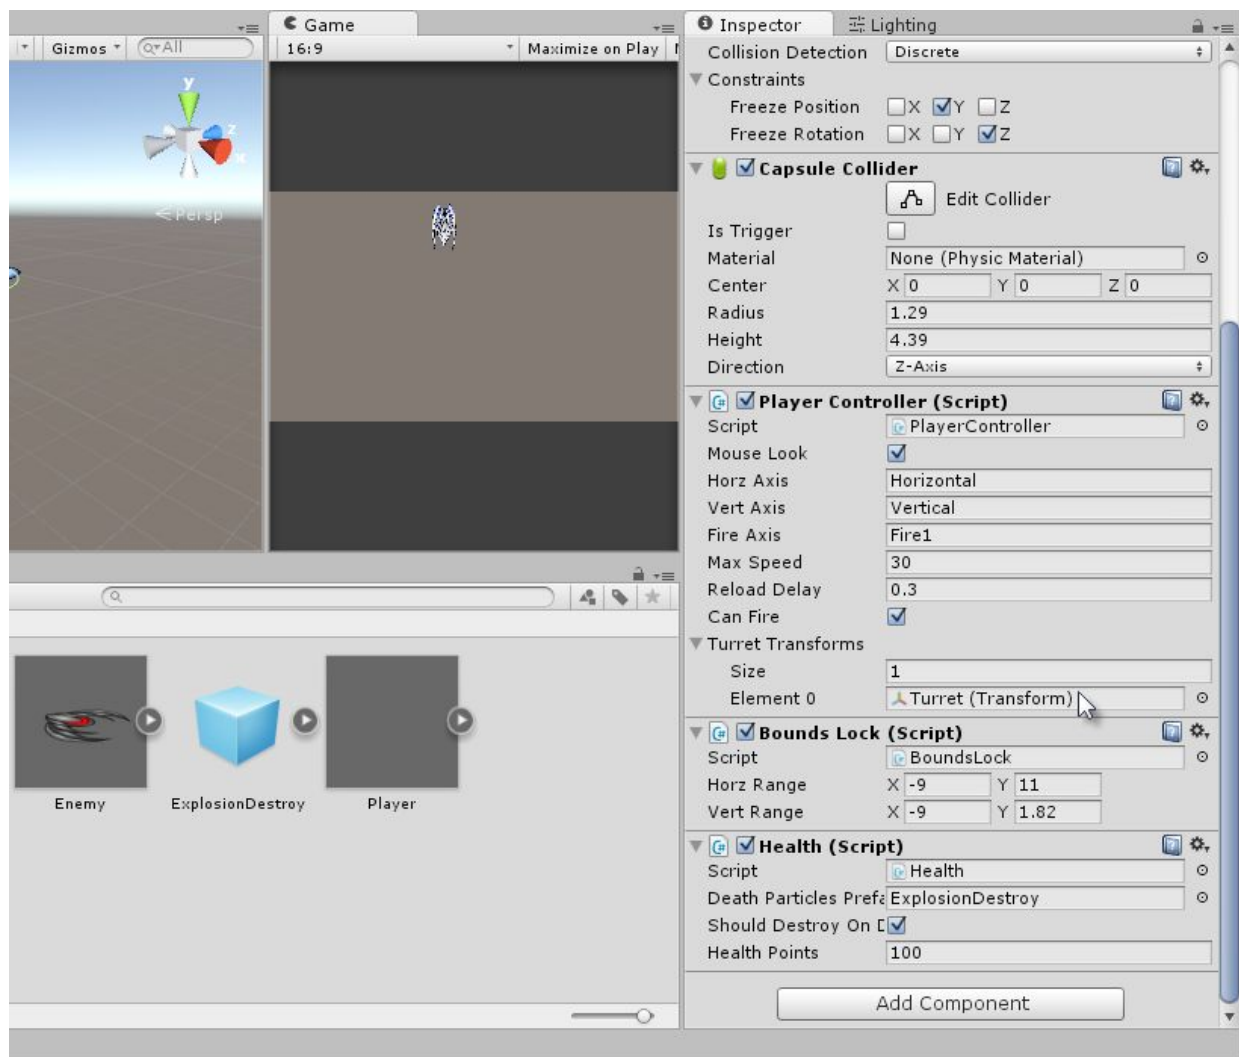 Game
Inspector
Lighting
Gizmos
All
16:9
Maximize on Play
Collision Detection Discrete
Constraints
Freeze Position X Y Z
Freeze Rotation X Y Z
y
z
x
Persp
Capsule Collider
Edit Collider
Is Trigger
Material None (Physic Material)
Center X 0 Y 0 Z 0
Radius 1.29
Height 4.39
Direction Z-Axis
Player Controller (Script)
Script PlayerController
Mouse Look
Horz Axis Horizontal
Vert Axis Vertical
Fire Axis Fire1
Max Speed 30
Reload Delay 0.3
Can Fire
Turret Transforms
Size 1
Element 0 Turret (Transform)
Bounds Lock (Script)
Script BoundsLock
Horz Range X -9 Y 11
Vert Range X -9 Y 1.82
Enemy
ExplosionDestroy
Player
Health (Script)
Script Health
Death Particles Prefa ExplosionDestroy
Should Destroy On D
Health Points 100
Add Component